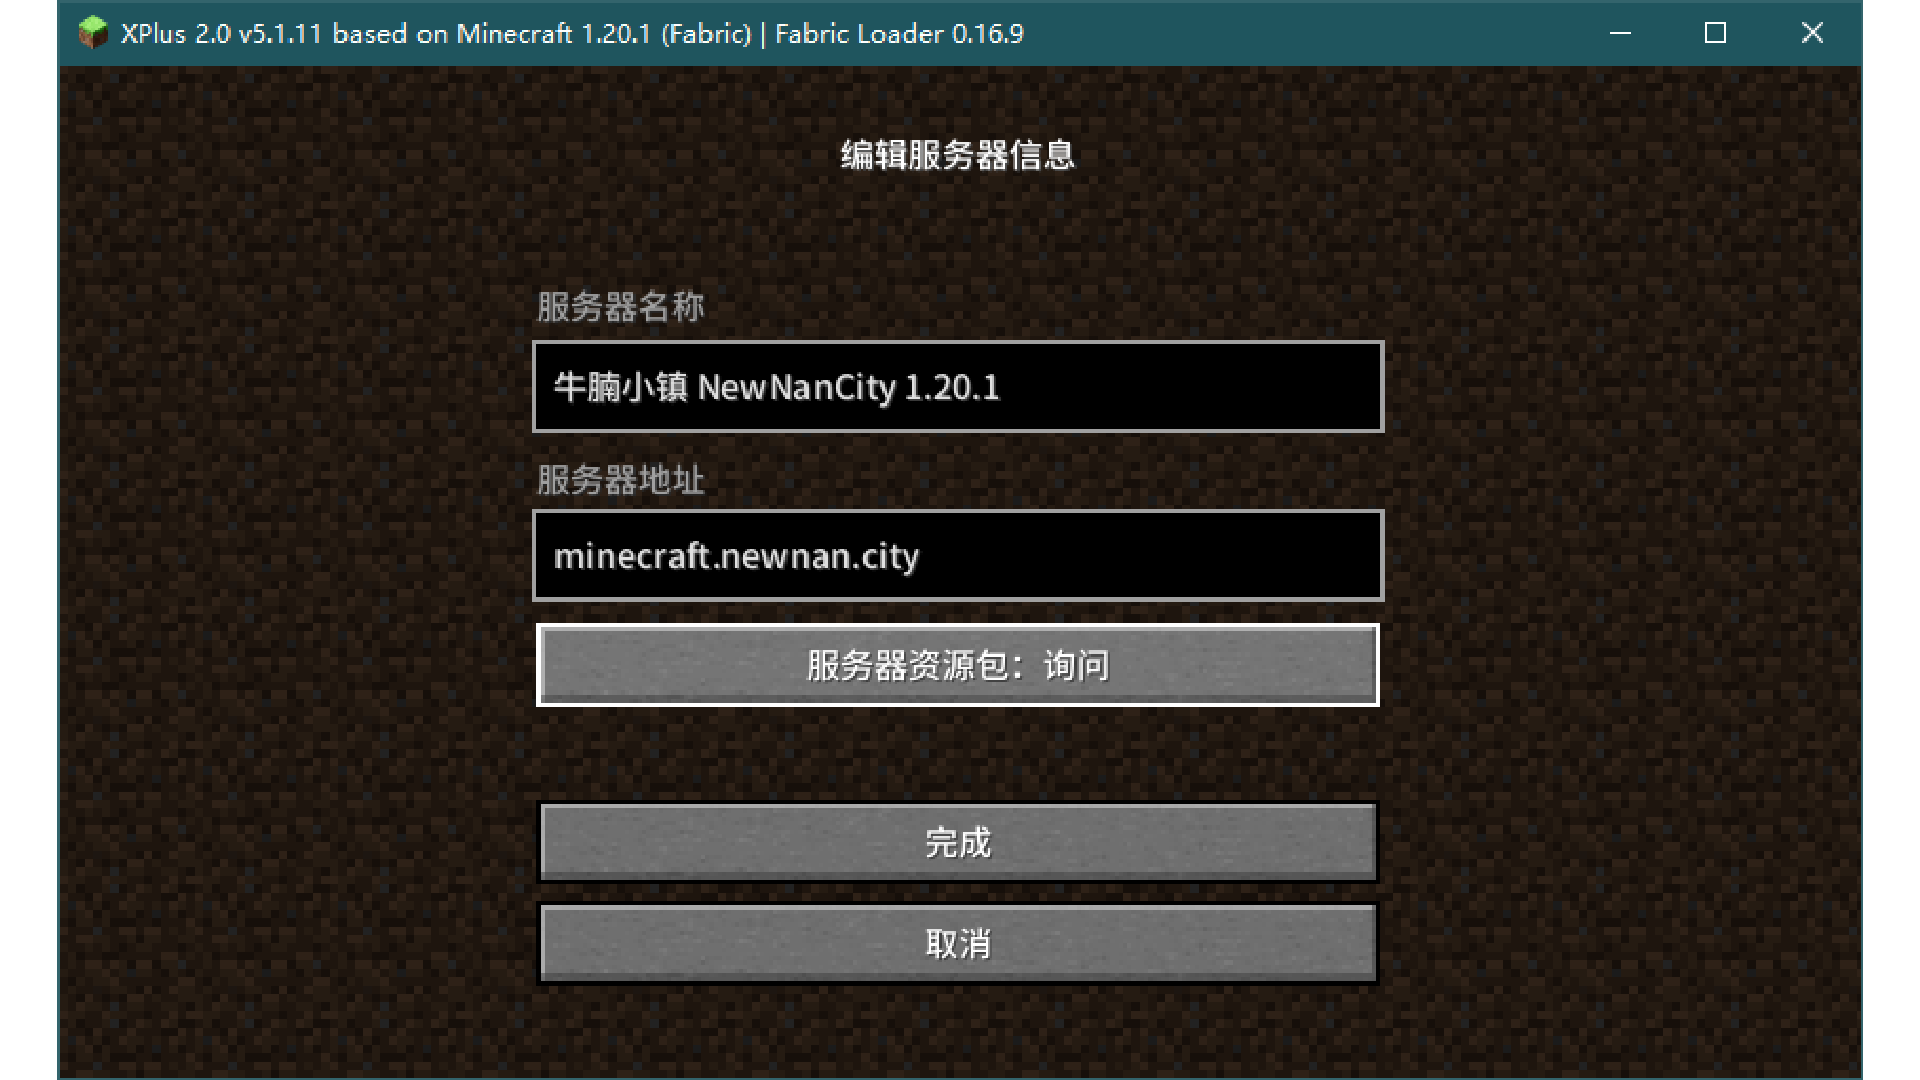 XPlus 2.0 v5.1.11 based on Minecraft 1.20.1 (Fabric) | Fabric Loader 0.16.9
编辑服务器信息
服务器名称
牛腩小镇 NewNanCity 1.20.1
服务器地址
minecraft.newnan.city
服务器资源包：询问
完成
取消